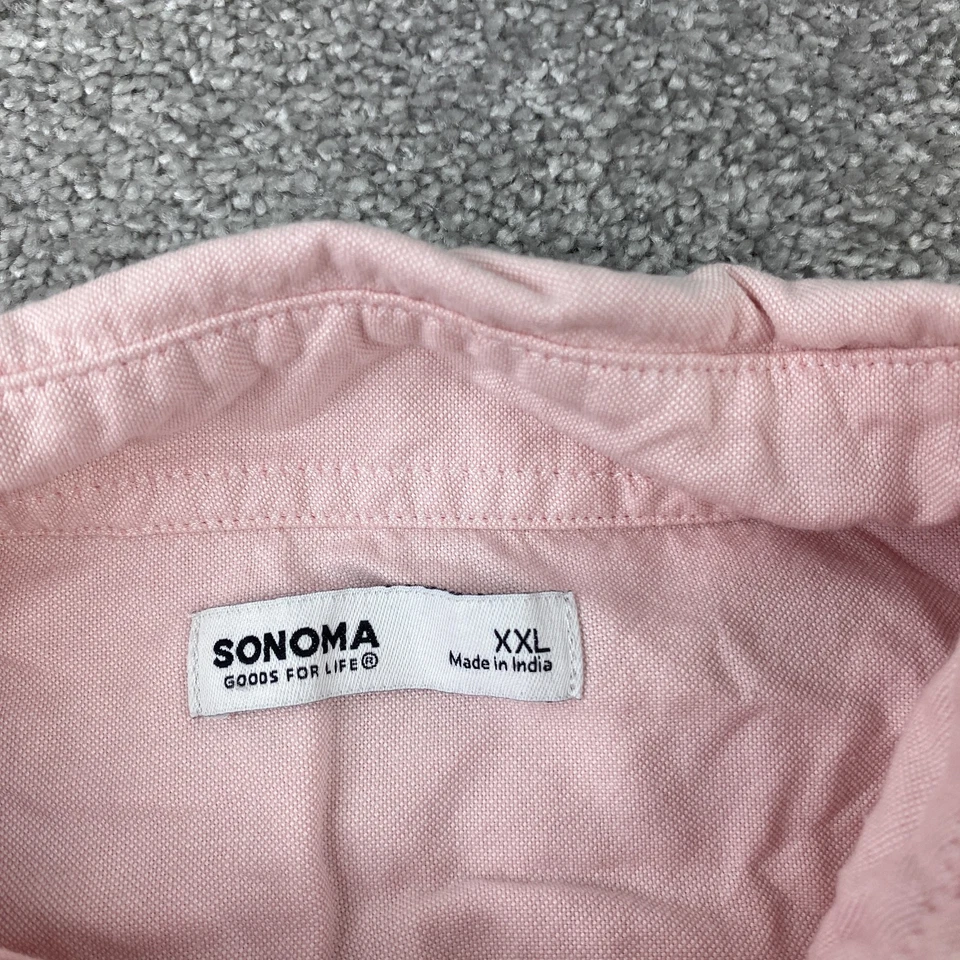 SONOMA
GOODS FOR LIFE®
XXL
Made in India